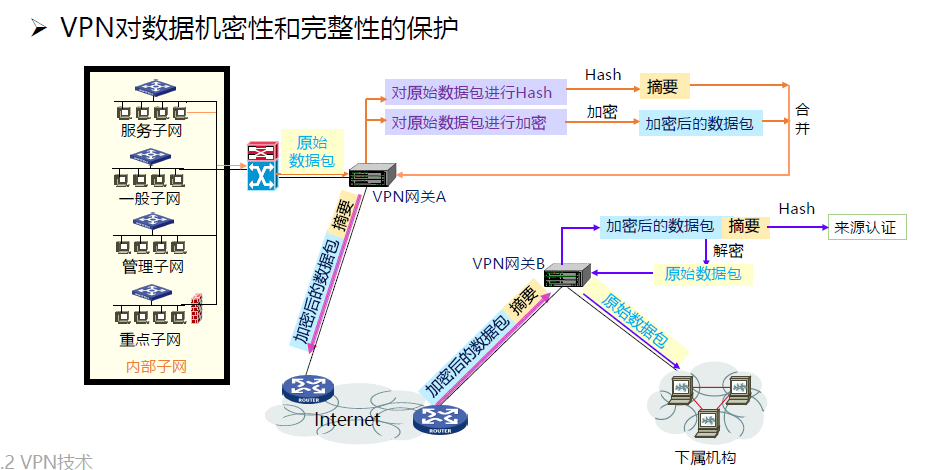 VPN对数据机密性和完整性的保护
服务子网
一般子网
管理子网
重点子网
内部子网
原始
数据包
对原始数据包进行Hash
Hash
摘要
对原始数据包进行加密
加密
加密后的数据包
合
并
VPN网关A
加密后的数据包
摘要
ROUTER
Internet
ROUTER
加密后的数据包
摘要
VPN网关B
加密后的数据包
摘要
Hash
来源认证
解密
原始数据包
原始数据包
下属机构
.2 VPN技术